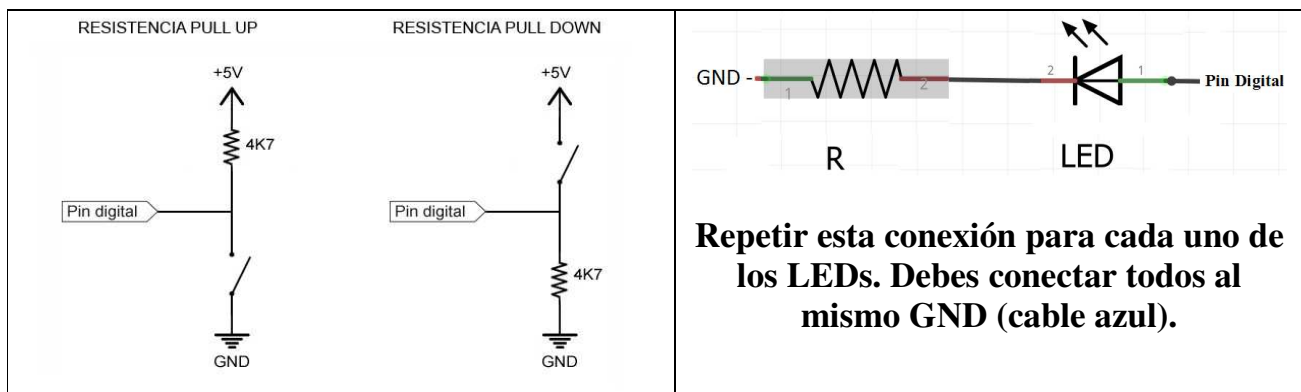 RESISTENCIA PULL UP
+5V
4K7
Pin digital
GND
RESISTENCIA PULL DOWN
+5V
Pin digital
4K7
GND
GND -
1
2
2
1
Pin Digital
R
LED
Repetir esta conexión para cada uno de
los LEDs. Debes conectar todos al
mismo GND (cable azul).